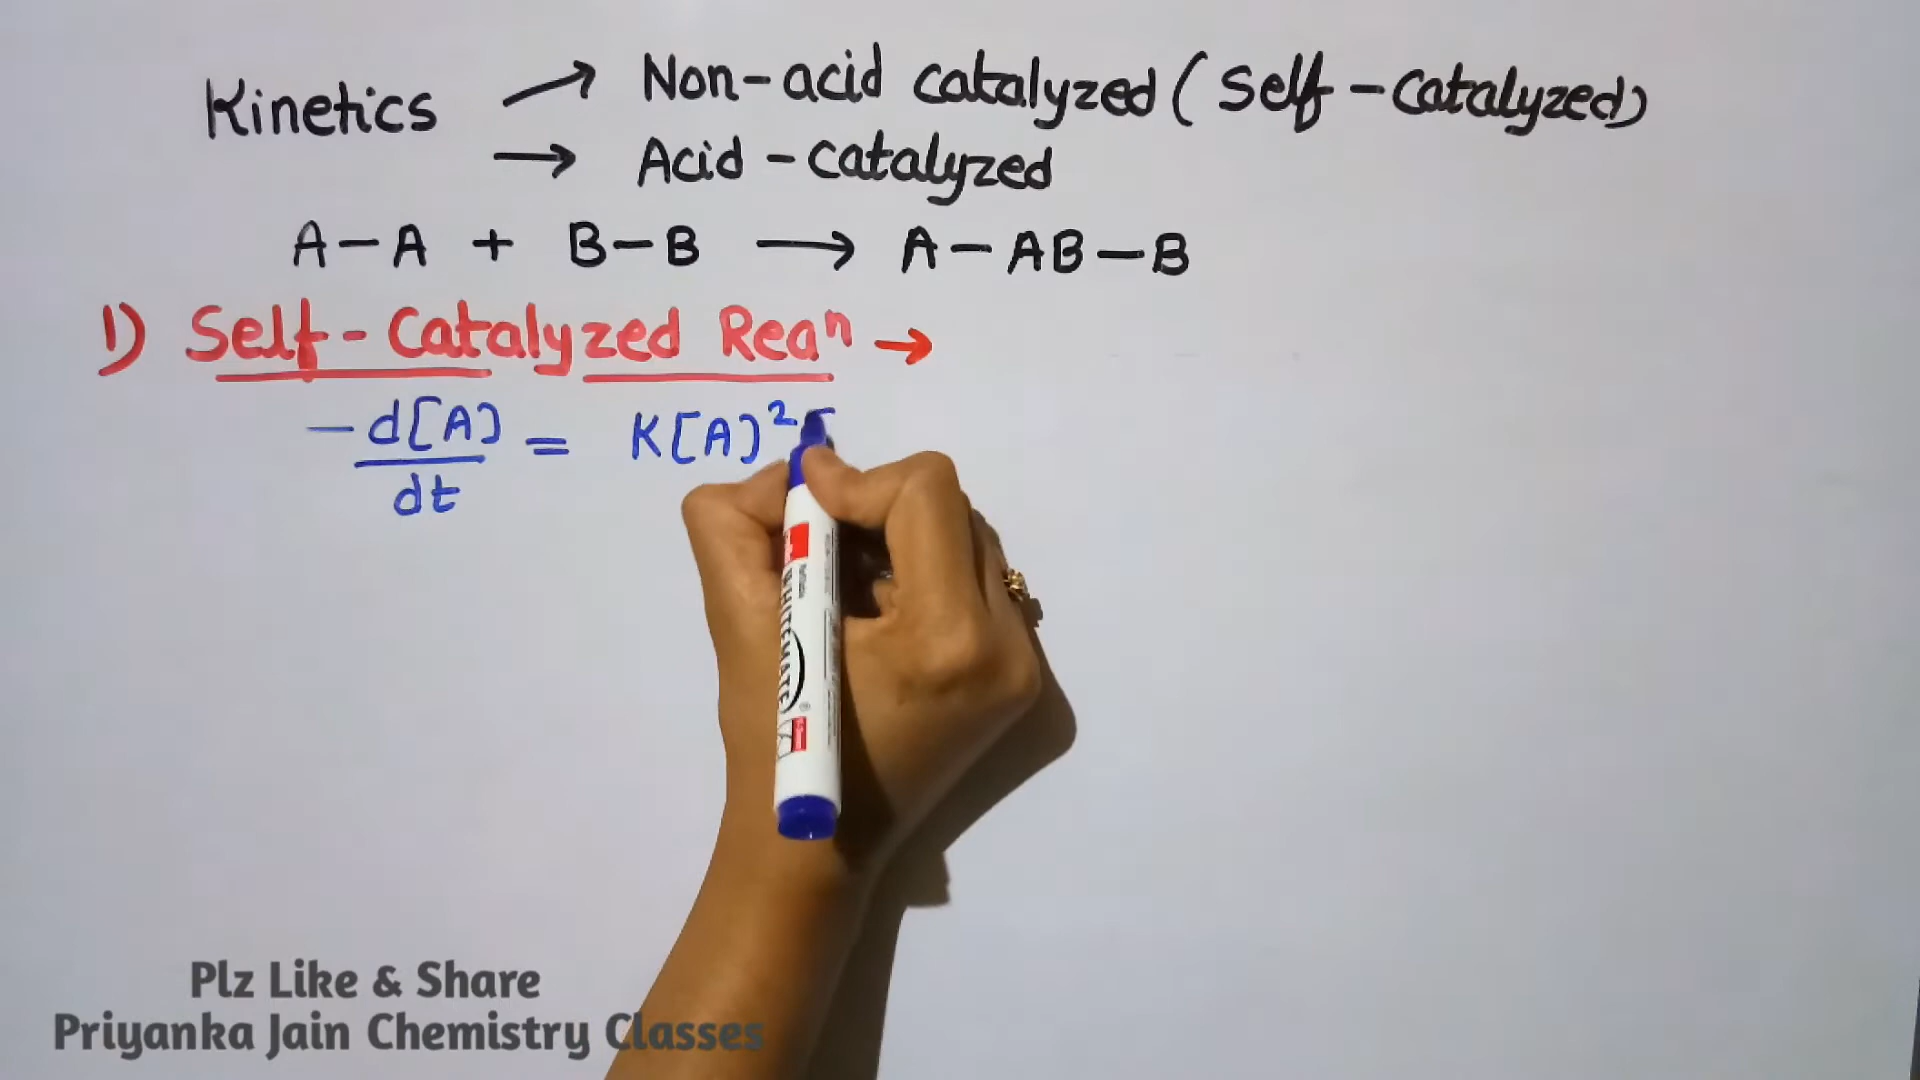 Kinetics → Non-acid catalyzed (Self-Catalyzed)
→ Acid-catalyzed
A-A + B-B → A-AB-B
1) Self-Catalyzed Reaⁿ →
-d[A] = K[A]² [
dt
WHITEMATE
Plz Like & Share
Priyanka Jain Chemistry Classes